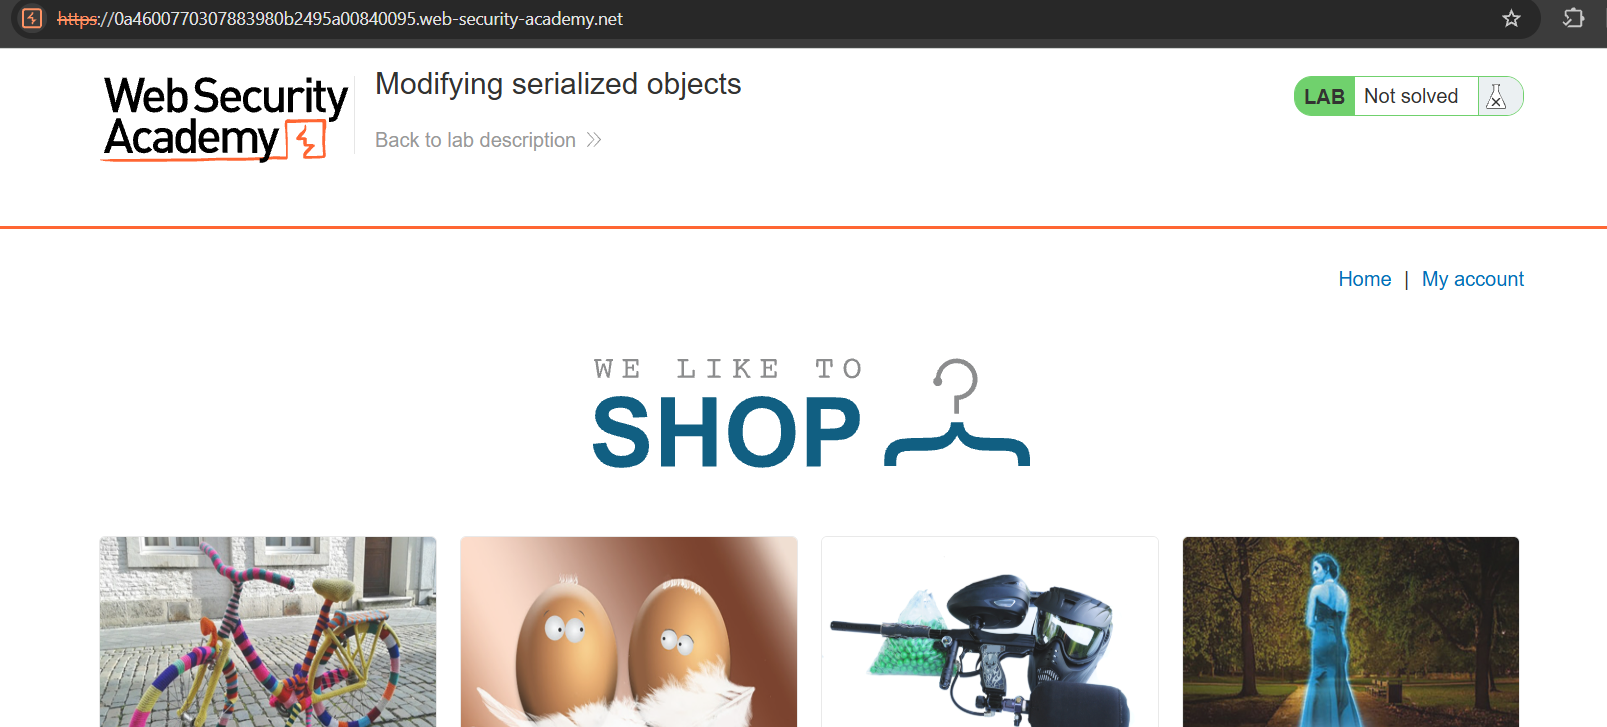 https://0a4600770307883980b2495a00840095.web-security-academy.net
Web Security
Academy
Modifying serialized objects
Back to lab description
LAB Not solved
Home | My account
WE LIKE TO
SHOP